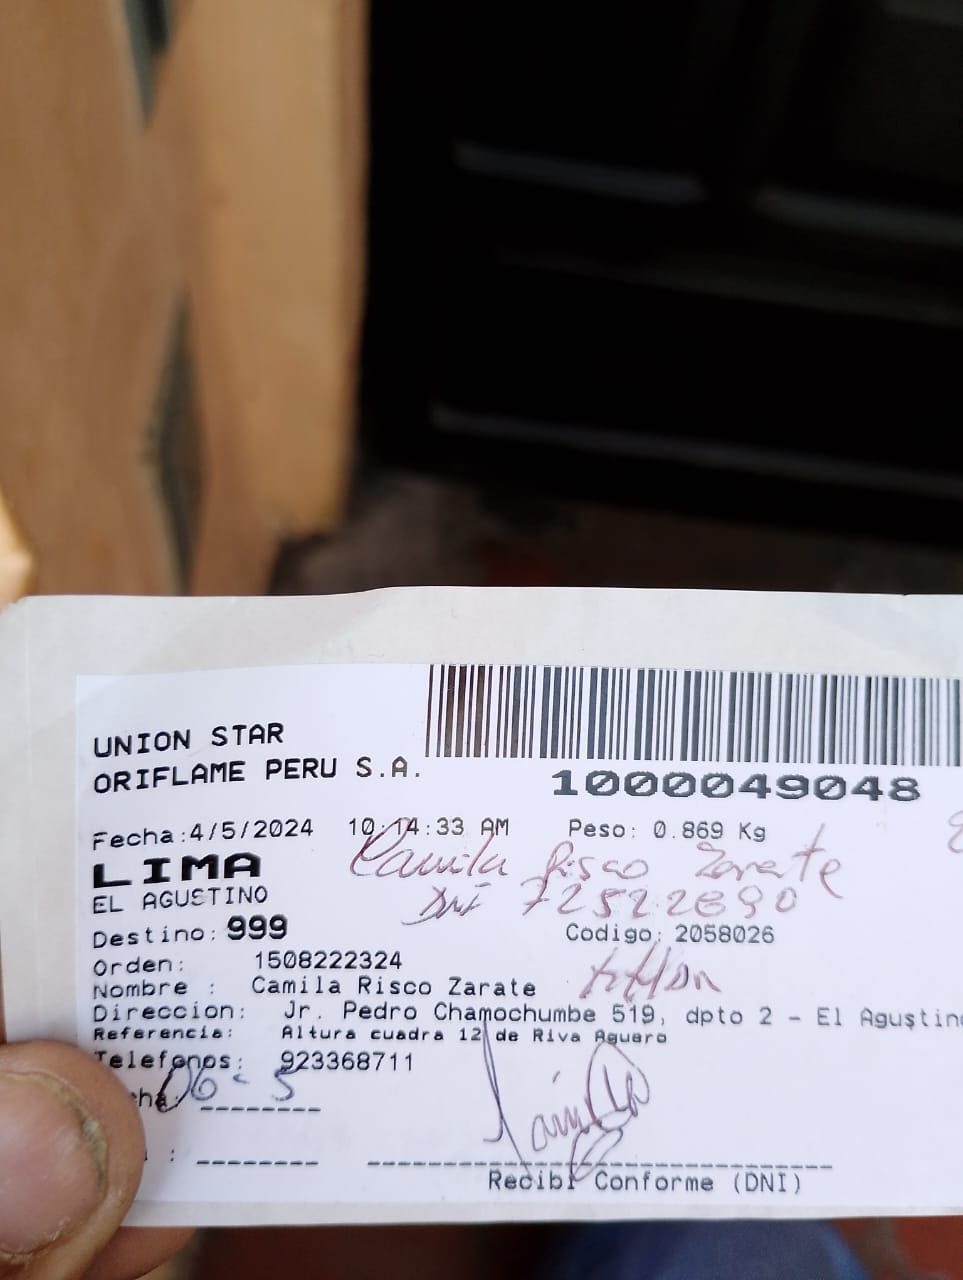 UNION STAR
ORIFLAME PERU S.A.
1000049048
Fecha:4/5/2024 10:14:33 AM Peso: 0.869 Kg
LIMA
Camila Risco Zarate
EL AGUSTINO
DNI 72522690
Destino: 999
Codigo: 2058026
Orden: 1508222324
Nombre : Camila Risco Zarate
Direccion: Jr. Pedro Chamochumbe 519, dpto 2 - El Agustino
Referencia: Altura cuadra 12 de Riva Aguero
Telefonos: 923368711
06 - 5
Recibi Conforme (DNI)